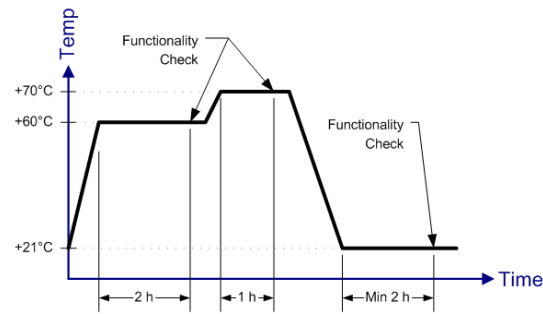 Temp
Functionality
Check
+70°C
+60°C
Functionality
Check
+21°C
Time
2 h
1 h
Min 2 h